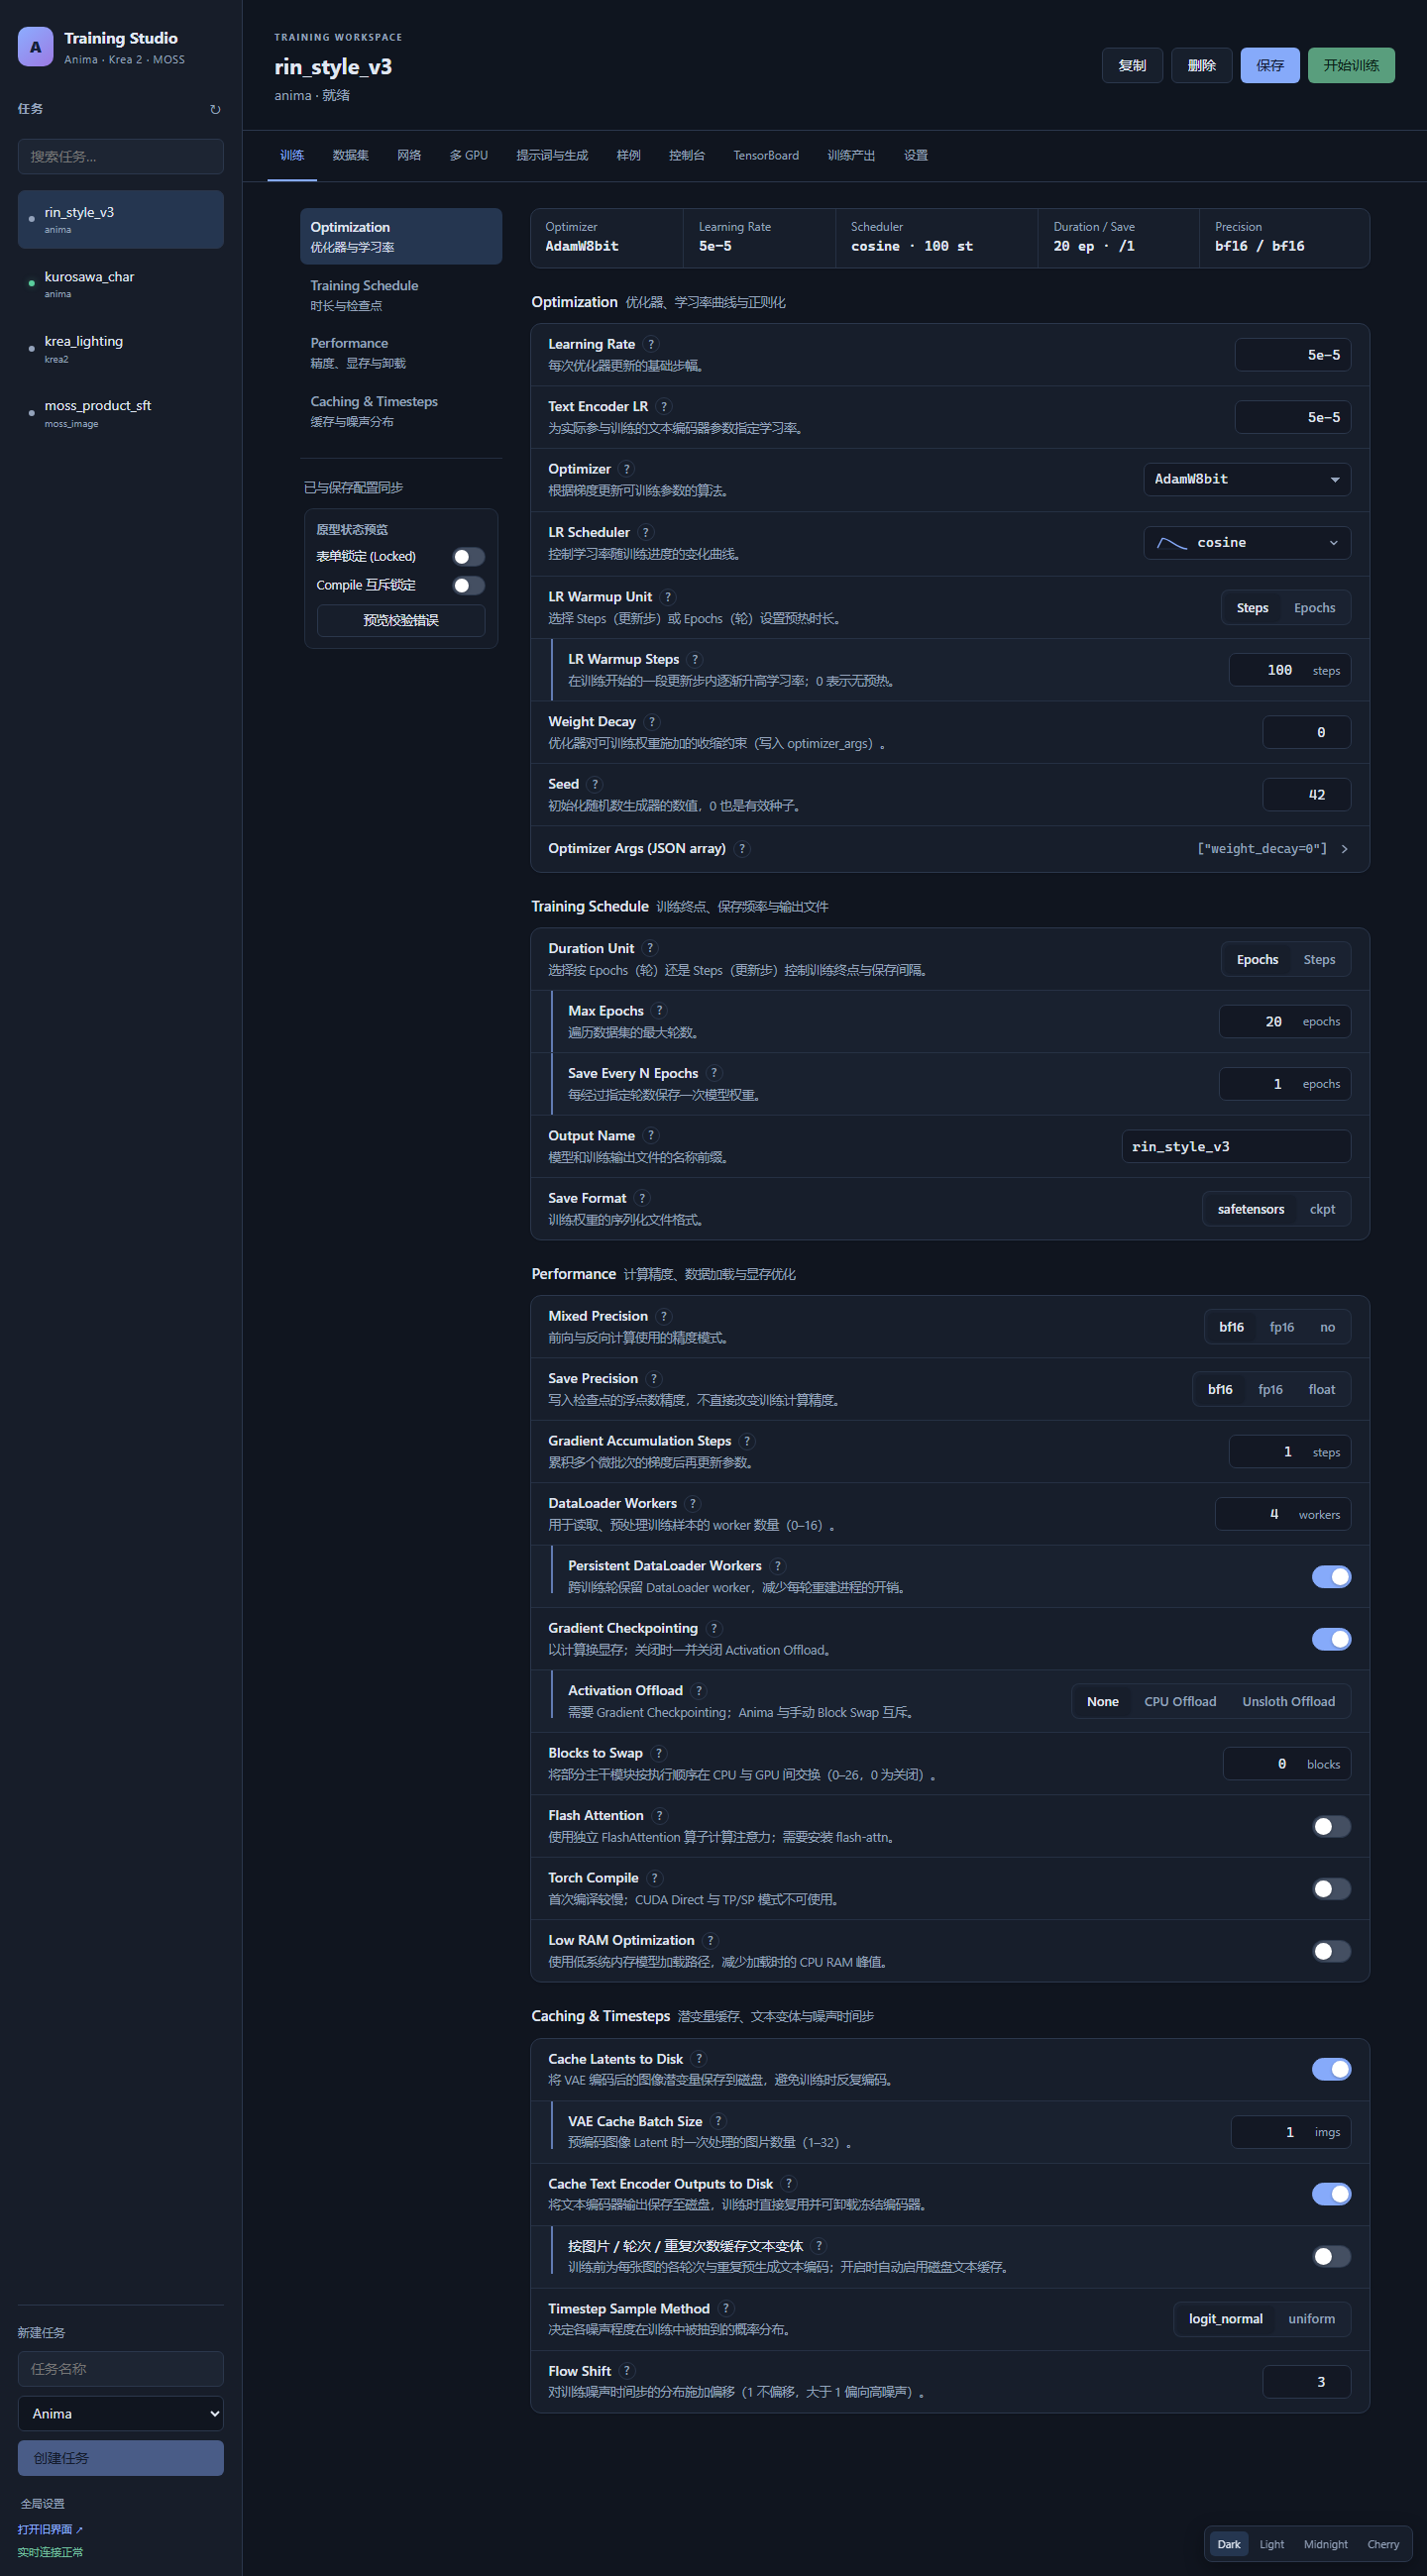 A
Training Studio
Anima · Krea 2 · MOSS
任务
↻
搜索任务...
rin_style_v3
anima
kurosawa_char
anima
krea_lighting
krea2
moss_product_sft
moss_image
新建任务
任务名称
Anima
创建任务
全局设置
打开旧界面 ↗
实时连接正常
TRAINING WORKSPACE
rin_style_v3
anima · 就绪
复制
删除
保存
开始训练
训练
数据集
网络
多 GPU
提示词与生成
样例
控制台
TensorBoard
训练产出
设置
Optimization
优化器与学习率
Training Schedule
时长与检查点
Performance
精度、显存与卸载
Caching & Timesteps
缓存与噪声分布
已与保存配置同步
原型状态预览
表单锁定 (Locked)
Compile 互斥锁定
预览校验错误
Optimizer
AdamW8bit
Learning Rate
5e-5
Scheduler
cosine · 100 st
Duration / Save
20 ep · /1
Precision
bf16 / bf16
Optimization 优化器、学习率曲线与正则化
Learning Rate ?
每次优化器更新的基础步幅。
5e-5
Text Encoder LR ?
为实际参与训练的文本编码器参数指定学习率。
5e-5
Optimizer ?
根据梯度更新可训练参数的算法。
AdamW8bit
LR Scheduler ?
控制学习率随训练进度的变化曲线。
cosine
LR Warmup Unit ?
选择 Steps（更新步）或 Epochs（轮）设置预热时长。
Steps Epochs
LR Warmup Steps ?
在训练开始的一段更新步内逐渐升高学习率；0 表示无预热。
100 steps
Weight Decay ?
优化器对可训练权重施加的收缩约束（写入 optimizer_args）。
0
Seed ?
初始化随机数生成器的数值，0 也是有效种子。
42
Optimizer Args (JSON array) ?
["weight_decay=0"] >
Training Schedule 训练终点、保存频率与输出文件
Duration Unit ?
选择按 Epochs（轮）还是 Steps（更新步）控制训练终点与保存间隔。
Epochs Steps
Max Epochs ?
遍历数据集的最大轮数。
20 epochs
Save Every N Epochs ?
每经过指定轮数保存一次模型权重。
1 epochs
Output Name ?
模型和训练输出文件的名称前缀。
rin_style_v3
Save Format ?
训练权重的序列化文件格式。
safetensors ckpt
Performance 计算精度、数据加载与显存优化
Mixed Precision ?
前向与反向计算使用的精度模式。
bf16 fp16 no
Save Precision ?
写入检查点的浮点数精度，不直接改变训练计算精度。
bf16 fp16 float
Gradient Accumulation Steps ?
累积多个微批次的梯度后再更新参数。
1 steps
DataLoader Workers ?
用于读取、预处理训练样本的 worker 数量（0–16）。
4 workers
Persistent DataLoader Workers ?
跨训练轮保留 DataLoader worker，减少每轮重建进程的开销。
Gradient Checkpointing ?
以计算换显存；关闭时一并关闭 Activation Offload。
Activation Offload ?
需要 Gradient Checkpointing；Anima 与手动 Block Swap 互斥。
None CPU Offload Unsloth Offload
Blocks to Swap ?
将部分主干模块按执行顺序在 CPU 与 GPU 间交换（0–26，0 为关闭）。
0 blocks
Flash Attention ?
使用独立 FlashAttention 算子计算注意力；需要安装 flash-attn。
Torch Compile ?
首次编译较慢；CUDA Direct 与 TP/SP 模式不可使用。
Low RAM Optimization ?
使用低系统内存模型加载路径，减少加载时的 CPU RAM 峰值。
Caching & Timesteps 潜变量缓存、文本变体与噪声时间步
Cache Latents to Disk ?
将 VAE 编码后的图像潜变量保存到磁盘，避免训练时反复编码。
VAE Cache Batch Size ?
预编码图像 Latent 时一次处理的图片数量（1–32）。
1 imgs
Cache Text Encoder Outputs to Disk ?
将文本编码器输出保存至磁盘，训练时直接复用并可卸载冻结编码器。
按图片 / 轮次 / 重复次数缓存文本变体 ?
训练前为每张图的各轮次与重复预生成文本编码；开启时自动启用磁盘文本缓存。
Timestep Sample Method ?
决定各噪声程度在训练中被抽到的概率分布。
logit_normal uniform
Flow Shift ?
对训练噪声时间步的分布施加偏移（1 不偏移，大于 1 偏向高噪声）。
3
Dark Light Midnight Cherry